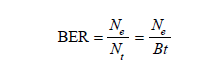 BER = N_e / N_t = N_e / Bt